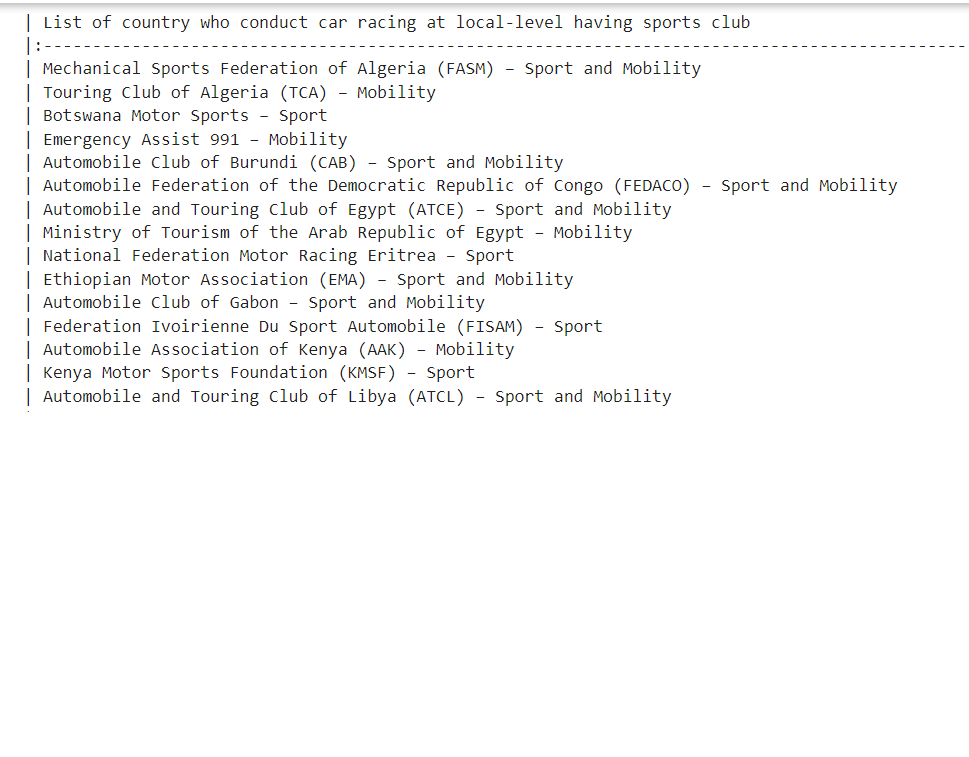 | List of country who conduct car racing at local-level having sports club
|:----------------------------------------------------------------------------------------------
| Mechanical Sports Federation of Algeria (FASM) – Sport and Mobility
| Touring Club of Algeria (TCA) – Mobility
| Botswana Motor Sports – Sport
| Emergency Assist 991 – Mobility
| Automobile Club of Burundi (CAB) – Sport and Mobility
| Automobile Federation of the Democratic Republic of Congo (FEDACO) – Sport and Mobility
| Automobile and Touring Club of Egypt (ATCE) – Sport and Mobility
| Ministry of Tourism of the Arab Republic of Egypt – Mobility
| National Federation Motor Racing Eritrea – Sport
| Ethiopian Motor Association (EMA) – Sport and Mobility
| Automobile Club of Gabon – Sport and Mobility
| Federation Ivoirienne Du Sport Automobile (FISAM) – Sport
| Automobile Association of Kenya (AAK) – Mobility
| Kenya Motor Sports Foundation (KMSF) – Sport
| Automobile and Touring Club of Libya (ATCL) – Sport and Mobility